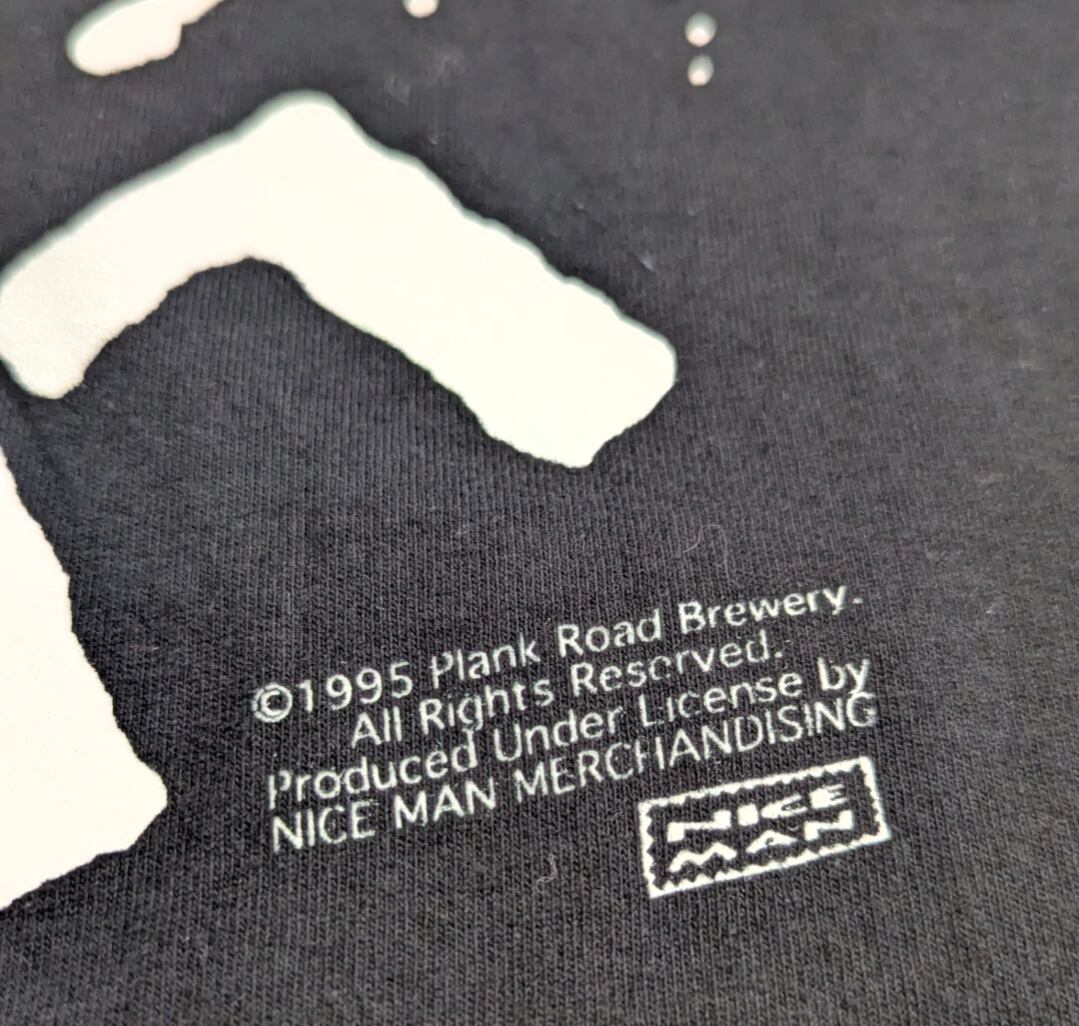 ©1995 Plank Road Brewery.
All Rights Reserved.
Produced Under License by
NICE MAN MERCHANDISING
NICE
MAN